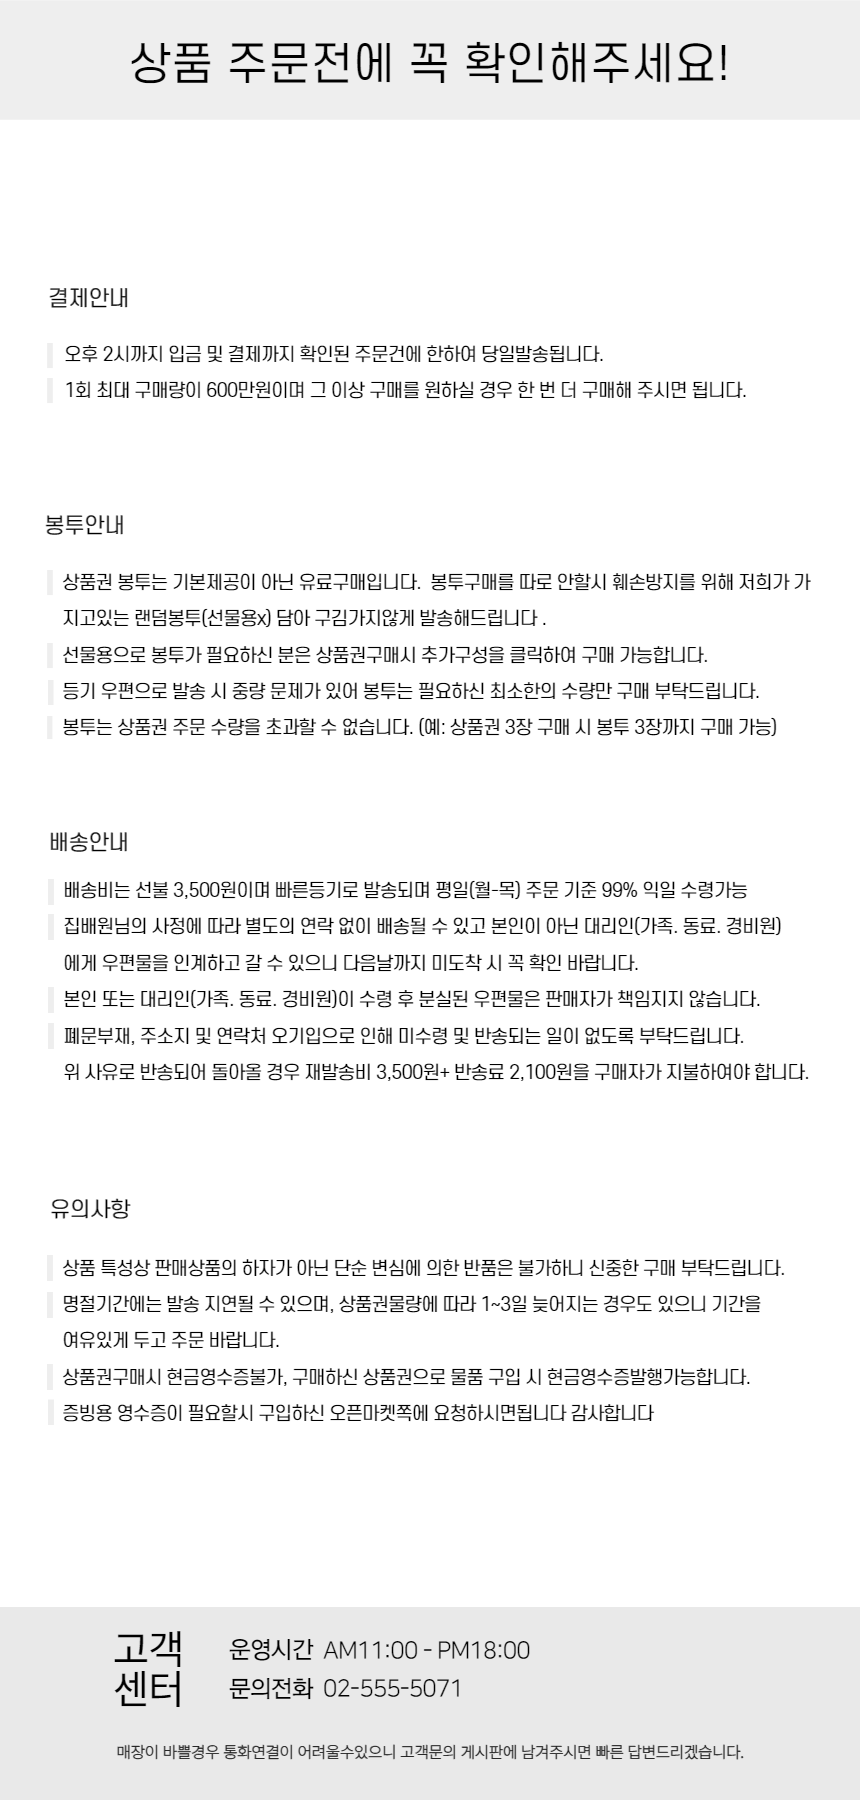 상품 주문전에 꼭 확인해주세요!
결제안내
오후 2시까지 입금 및 결제까지 확인된 주문건에 한하여 당일발송됩니다.
1회 최대 구매량이 600만원이며 그 이상 구매를 원하실 경우 한 번 더 구매해 주시면 됩니다.
봉투안내
상품권 봉투는 기본제공이 아닌 유료구매입니다. 봉투구매를 따로 안할시 훼손방지를 위해 저희가 가
지고있는 랜덤봉투(선물용x) 담아 구김가지않게 발송해드립니다 .
선물용으로 봉투가 필요하신 분은 상품권구매시 추가구성을 클릭하여 구매 가능합니다.
등기 우편으로 발송 시 중량 문제가 있어 봉투는 필요하신 최소한의 수량만 구매 부탁드립니다.
봉투는 상품권 주문 수량을 초과할 수 없습니다. (예: 상품권 3장 구매 시 봉투 3장까지 구매 가능)
배송안내
배송비는 선불 3,500원이며 빠른등기로 발송되며 평일(월-목) 주문 기준 99% 익일 수령가능
집배원님의 사정에 따라 별도의 연락 없이 배송될 수 있고 본인이 아닌 대리인(가족. 동료. 경비원)
에게 우편물을 인계하고 갈 수 있으니 다음날까지 미도착 시 꼭 확인 바랍니다.
본인 또는 대리인(가족. 동료. 경비원)이 수령 후 분실된 우편물은 판매자가 책임지지 않습니다.
폐문부재, 주소지 및 연락처 오기입으로 인해 미수령 및 반송되는 일이 없도록 부탁드립니다.
위 사유로 반송되어 돌아올 경우 재발송비 3,500원+ 반송료 2,100원을 구매자가 지불하여야 합니다.
유의사항
상품 특성상 판매상품의 하자가 아닌 단순 변심에 의한 반품은 불가하니 신중한 구매 부탁드립니다.
명절기간에는 발송 지연될 수 있으며, 상품권물량에 따라 1~3일 늦어지는 경우도 있으니 기간을
여유있게 두고 주문 바랍니다.
상품권구매시 현금영수증불가, 구매하신 상품권으로 물품 구입 시 현금영수증발행가능합니다.
증빙용 영수증이 필요할시 구입하신 오픈마켓쪽에 요청하시면됩니다 감사합니다
고객
센터
운영시간 AM11:00 - PM18:00
문의전화 02-555-5071
매장이 바쁠경우 통화연결이 어려울수있으니 고객문의 게시판에 남겨주시면 빠른 답변드리겠습니다.